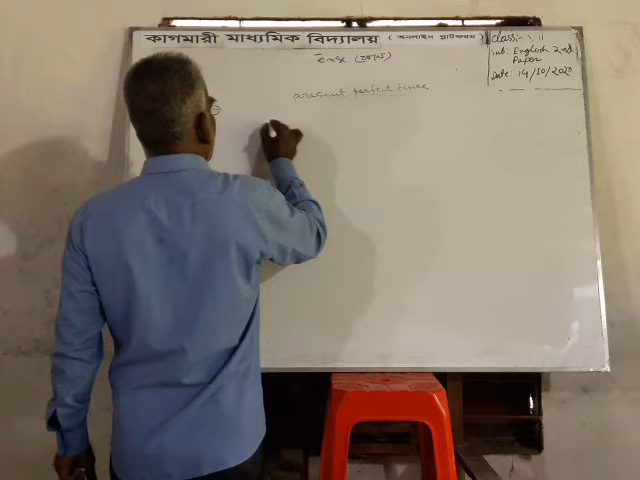 কাগমারী মাধ্যমিক বিদ্যালয় ( অনলাইন প্লাটফরম )
Class:- VII
Sub: English 2nd Paper
Date: 14/10/2020
Tense (কাল)
present perfect tince